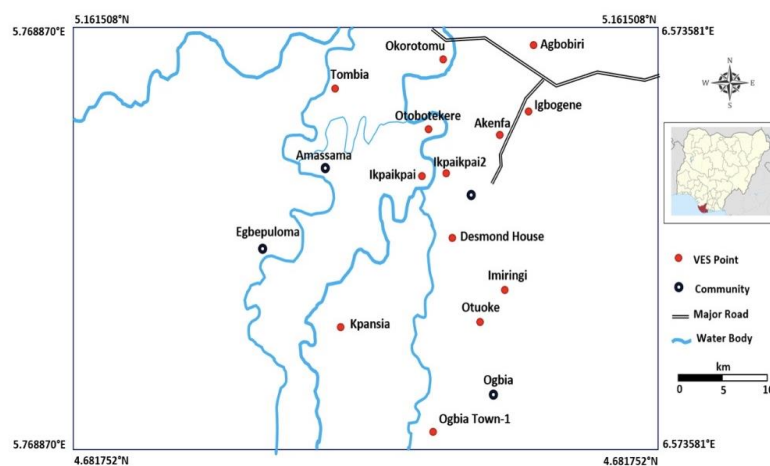 5.161508°N
5.161508°N
5.768870°E
6.573581°E
Okorotomu
Agbobiri
Tombia
N
W
E
S
Igbogene
Otobotekere
Akenfa
Amassama
Ikpaikpai
Ikpaikpai2
Egbepuloma
Desmond House
Imiringi
Otuoke
Kpansia
Ogbia
Ogbia Town-1
VES Point
Community
Major Road
Water Body
km
0
5
10
5.768870°E
6.573581°E
4.681752°N
4.681752°N